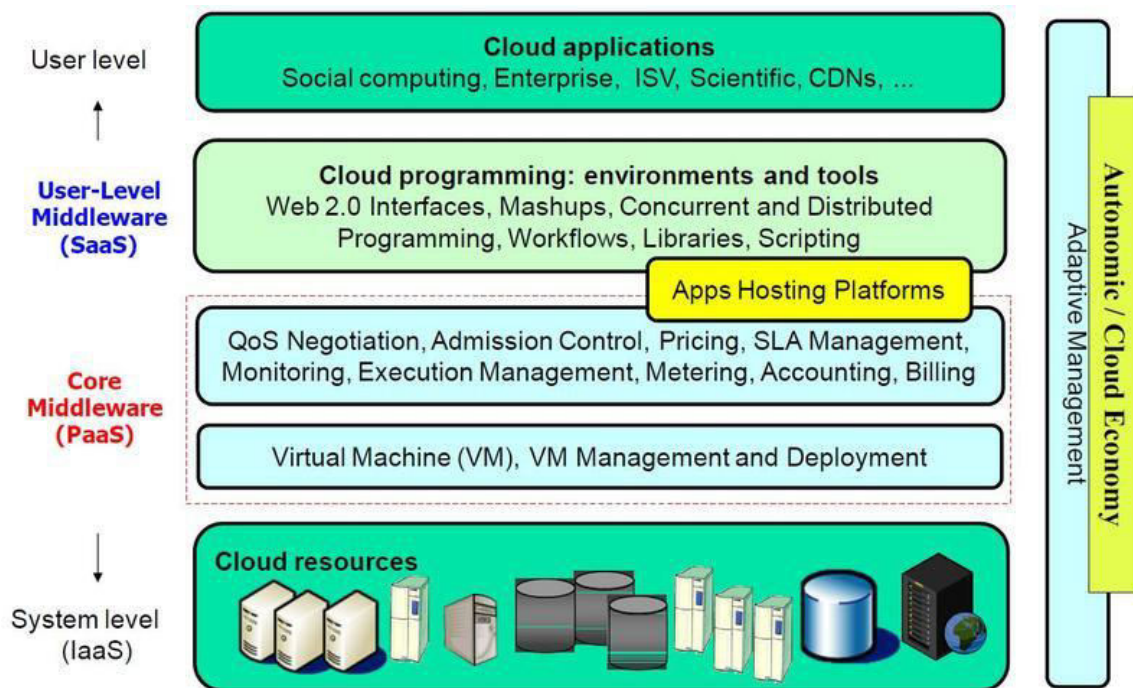 User level
Cloud applications
Social computing, Enterprise, ISV, Scientific, CDNs, ...
User-Level
Middleware
(SaaS)
Cloud programming: environments and tools
Web 2.0 Interfaces, Mashups, Concurrent and Distributed
Programming, Workflows, Libraries, Scripting
Apps Hosting Platforms
Core
Middleware
(PaaS)
QoS Negotiation, Admission Control, Pricing, SLA Management,
Monitoring, Execution Management, Metering, Accounting, Billing
Virtual Machine (VM), VM Management and Deployment
System level
(IaaS)
Cloud resources
Adaptive Management
Autonomic / Cloud Economy